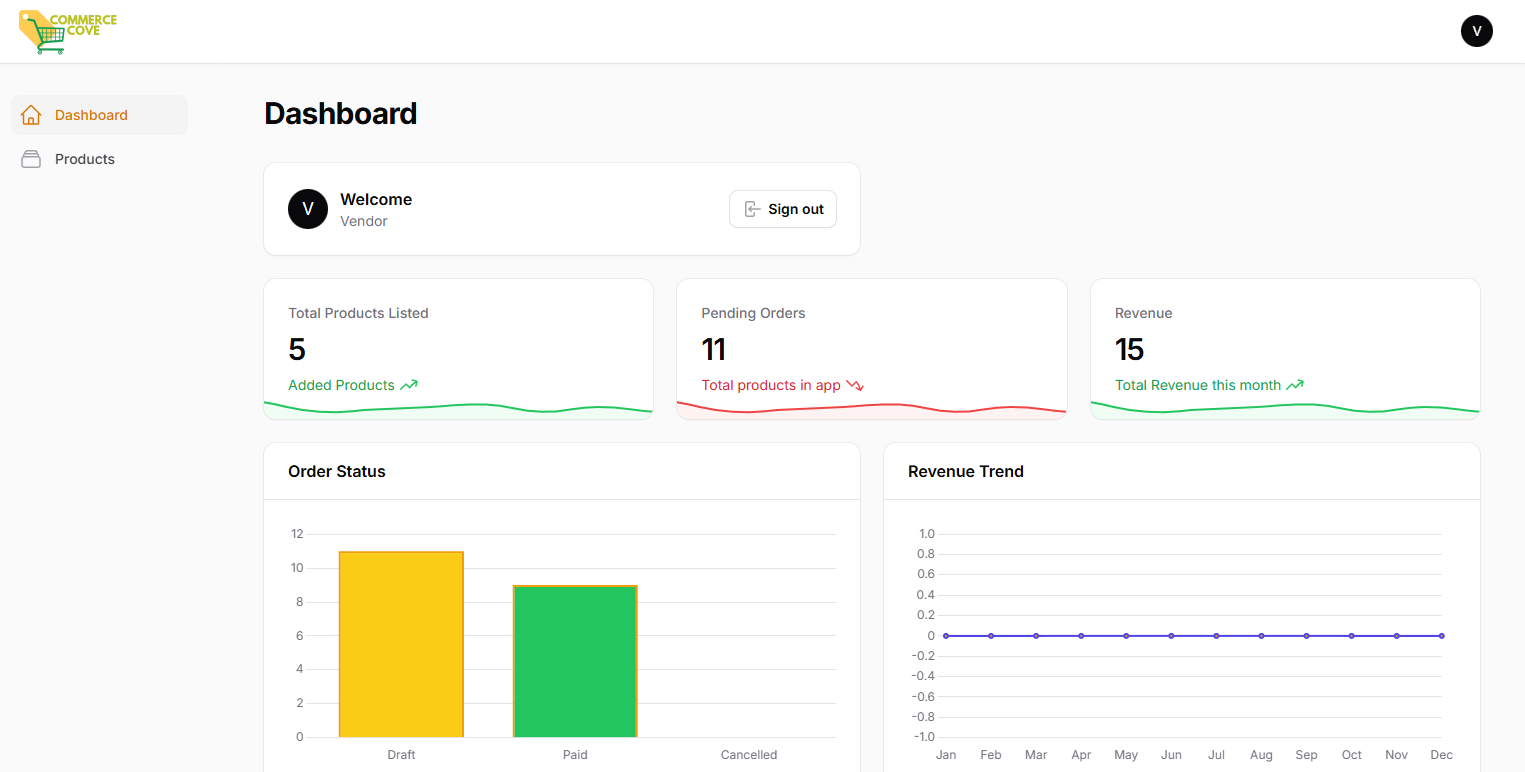 COMMERCE
COVE
V
Dashboard
Products
Dashboard
V
Welcome
Vendor
Sign out
Total Products Listed
5
Added Products
Pending Orders
11
Total products in app
Revenue
15
Total Revenue this month
Order Status
12
10
8
6
4
2
0
Draft Paid Cancelled
Revenue Trend
1.0
0.8
0.6
0.4
0.2
0
-0.2
-0.4
-0.6
-0.8
-1.0
Jan Feb Mar Apr May Jun Jul Aug Sep Oct Nov Dec